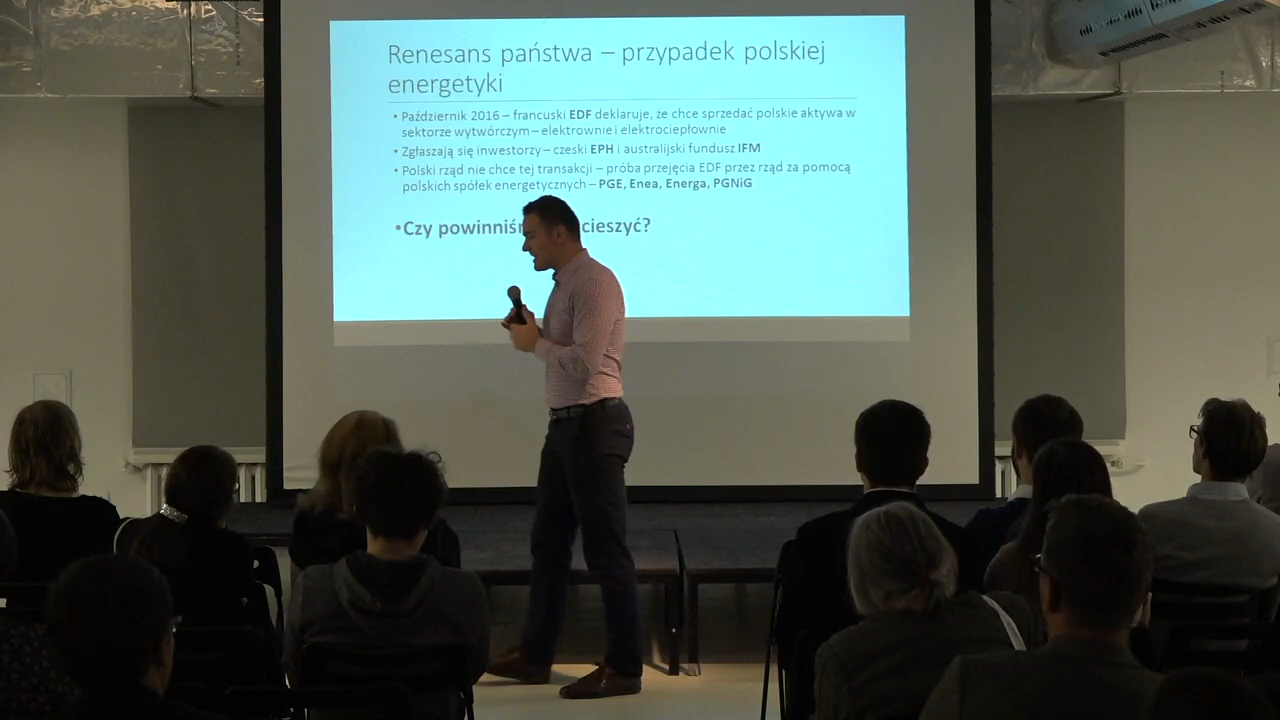 Renesans państwa – przypadek polskiej
energetyki
• Październik 2016 – francuski EDF deklaruje, że chce sprzedać polskie aktywa w
sektorze wytwórczym – elektrownie i elektrociepłownie
• Zgłaszają się inwestorzy – czeski EPH i australijski fundusz IFM
• Polski rząd nie chce tej transakcji – próba przejęcia EDF przez rząd za pomocą
polskich spółek energetycznych – PGE, Enea, Energa, PGNiG
•Czy cieszyć?